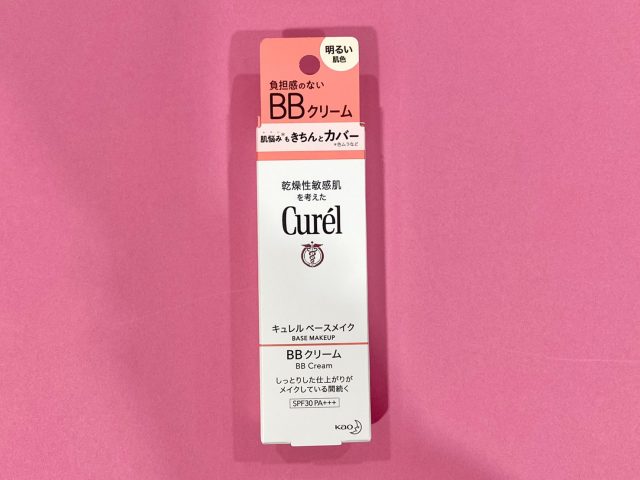 明るい
肌色
負担感のない
BBクリーム
肌悩み*もきちんとカバー
*色ムラなど
乾燥性敏感肌
を考えた
Curél
キュレル ベースメイク
BASE MAKEUP
BBクリーム
BB Cream
しっとりした仕上がりが
メイクしている間続く
SPF30 PA+++
Kao